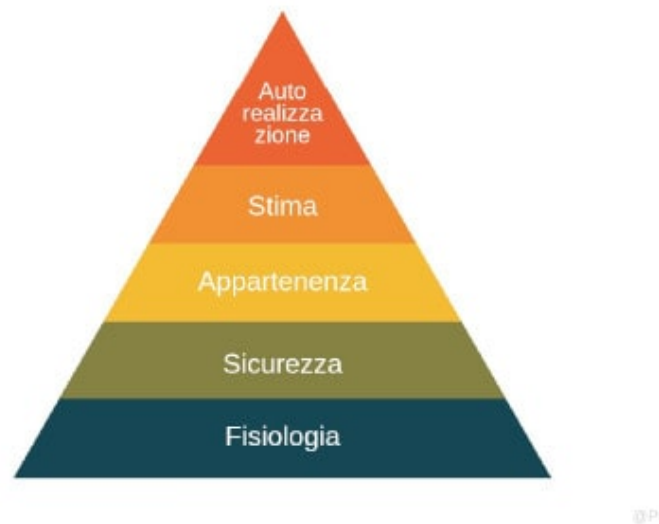 Auto
realizza
zione
Stima
Appartenenza
Sicurezza
Fisiologia
@P